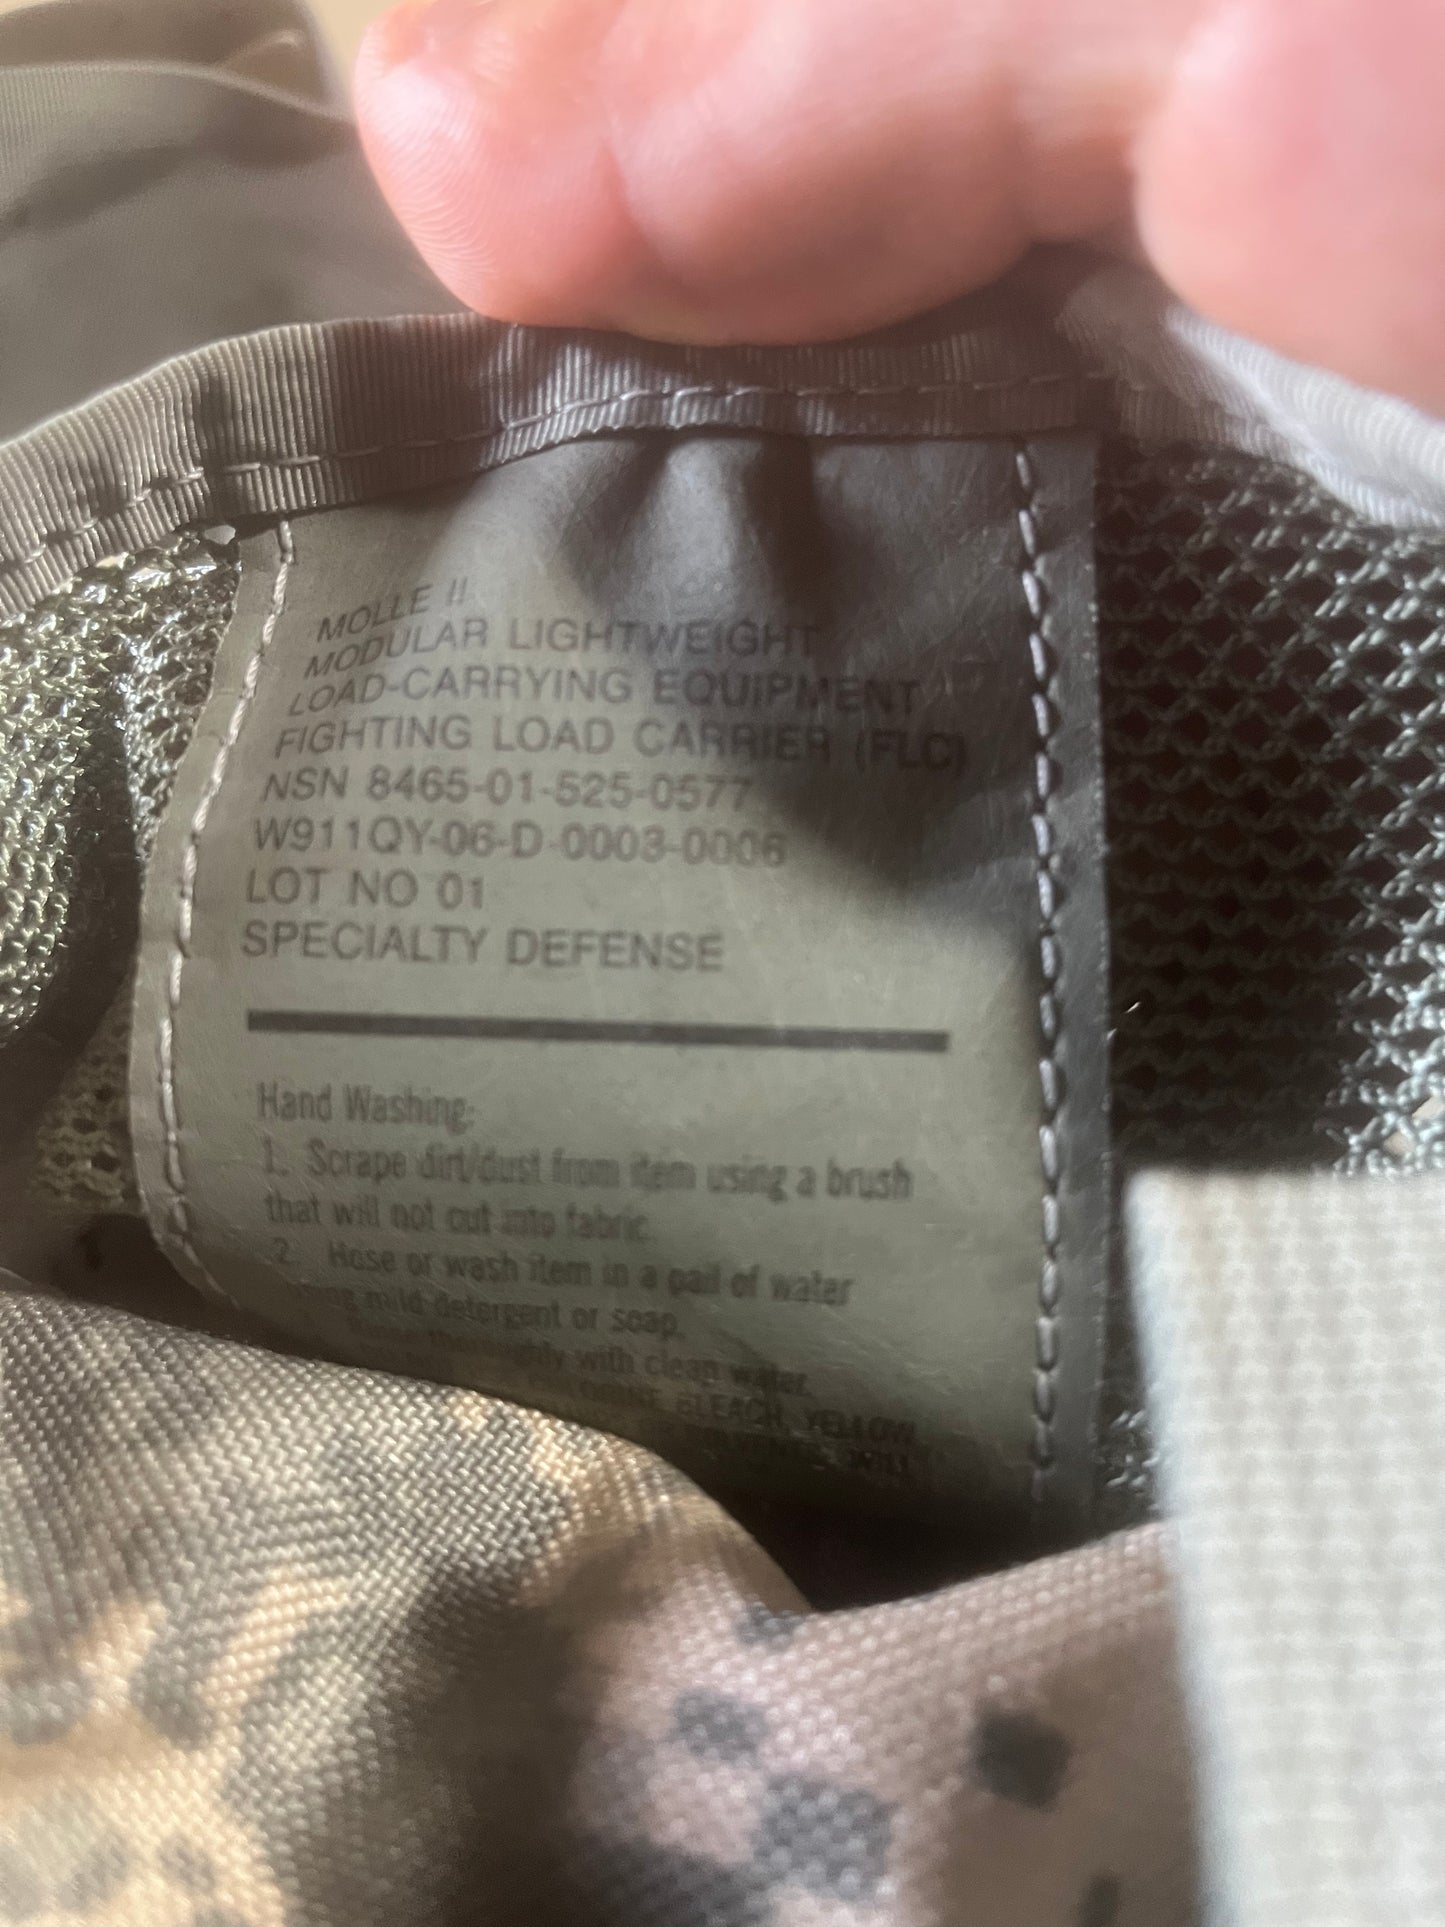 MOLLE II
MODULAR LIGHTWEIGHT
LOAD-CARRYING EQUIPMENT
FIGHTING LOAD CARRIER (FLC)
NSN 8465-01-525-0577
W911QY-06-D-0003-0006
LOT NO 01
SPECIALTY DEFENSE
Hand Washing:
1. Scrape dirt/dust from item using a brush
that will not cut into fabric.
2. Hose or wash item in a pail of water
mild detergent or soap.
thoroughly with clean water.
BLEACH, YELLOW